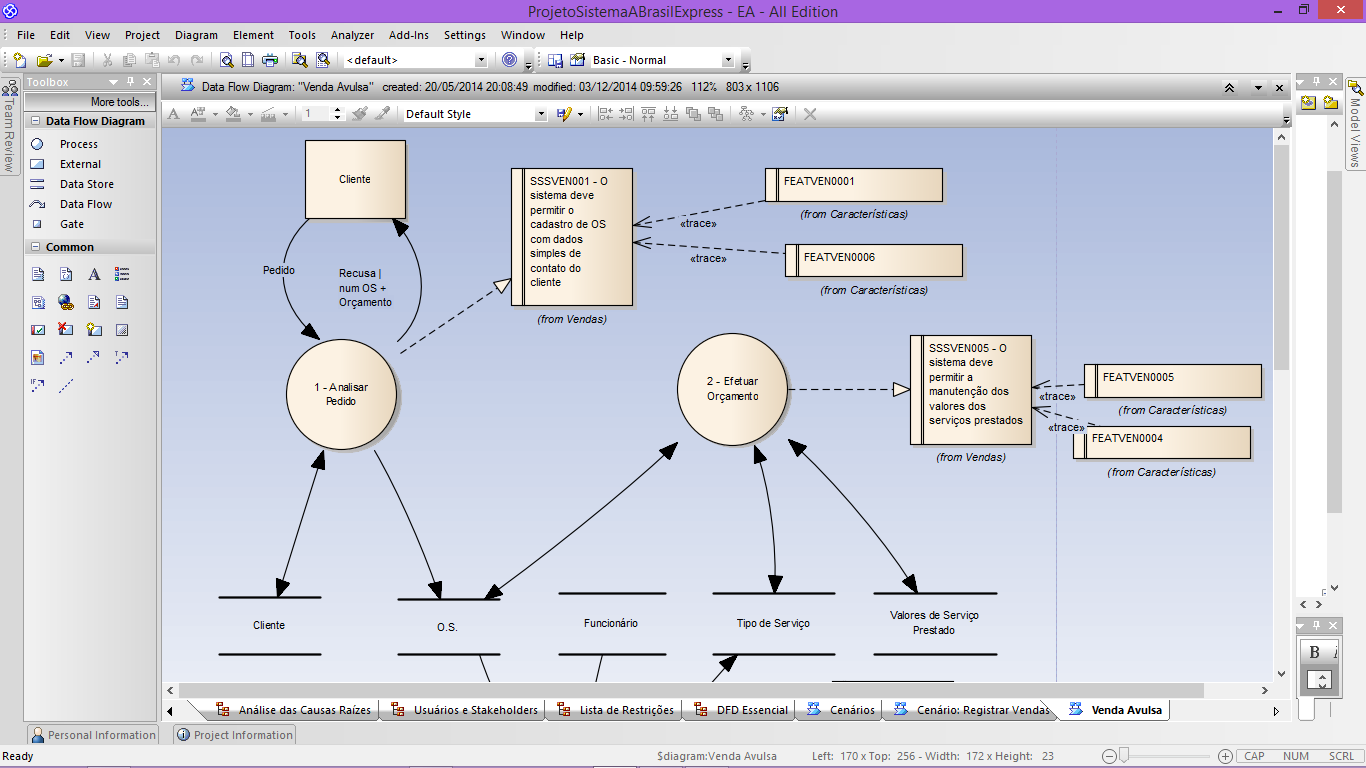 ProjetoSistemaABrasilExpress - EA - All Edition
File Edit View Project Diagram Element Tools Analyzer Add-Ins Settings Window Help
<default> Basic - Normal
Toolbox
More tools...
Data Flow Diagram
Process
External
Data Store
Data Flow
Gate
Common
Team Review
Model Views
Data Flow Diagram: "Venda Avulsa" created: 20/05/2014 20:08:49 modified: 03/12/2014 09:59:26 112% 803 x 1106
1 Default Style
Cliente
Pedido
Recusa |
num OS +
Orçamento
1 - Analisar
Pedido
SSSVEN001 - O
sistema deve
permitir o
cadastro de OS
com dados
simples de
contato do
cliente
(from Vendas)
FEATVEN0001
(from Características)
«trace»
FEATVEN0006
(from Características)
«trace»
2 - Efetuar
Orçamento
SSSVEN005 - O
sistema deve
permitir a
manutenção dos
valores dos
serviços prestados
(from Vendas)
FEATVEN0005
(from Características)
«trace»
«trace»
FEATVEN0004
(from Características)
Cliente
O.S.
Funcionário
Tipo de Serviço
Valores de Serviço
Prestado
B i
Análise das Causas Raízes Usuários e Stakeholders Lista de Restrições DFD Essencial Cenários Cenário: Registrar Vendas Venda Avulsa
Personal Information Project Information
Ready $diagram:Venda Avulsa Left: 170 x Top: 256 - Width: 172 x Height: 23 CAP NUM SCRL